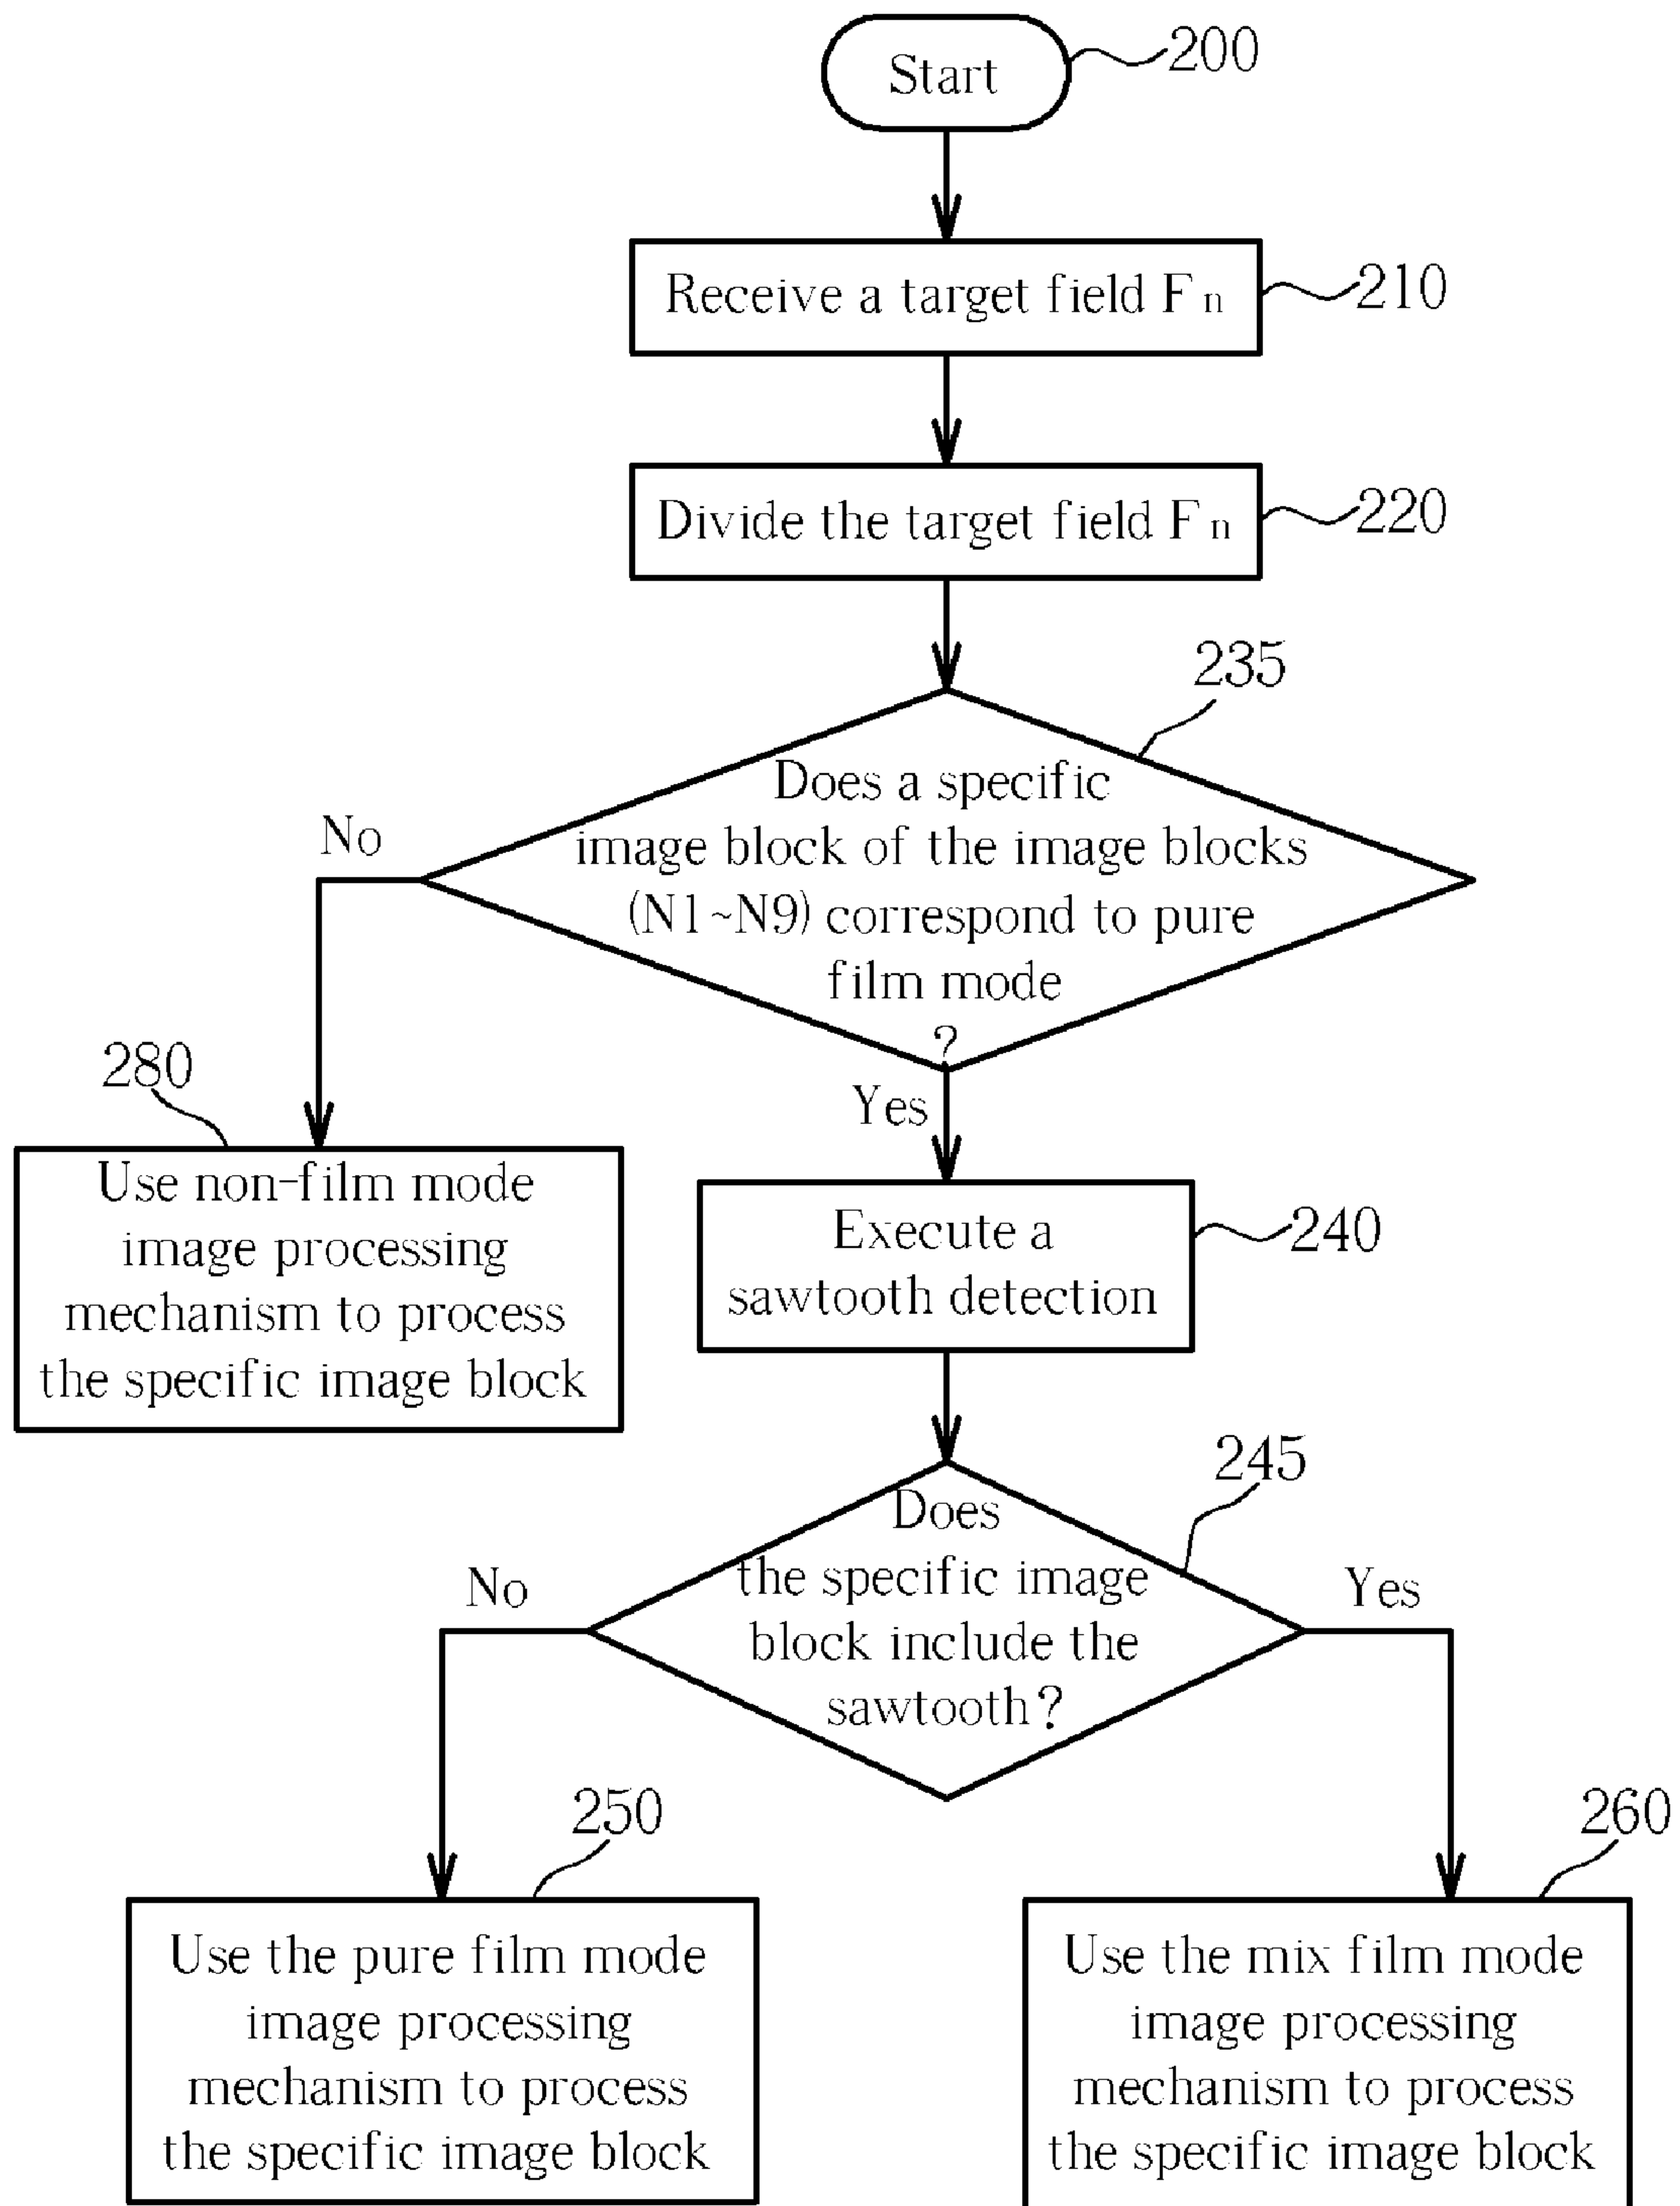 Start
200
Receive a target field Fn
210
Divide the target field Fn
220
235
Does a specific
image block of the image blocks
(N1~N9) correspond to pure
film mode
?
No
Yes
280
Use non-film mode
image processing
mechanism to process
the specific image block
Execute a
sawtooth detection
240
245
Does
the specific image
block include the
sawtooth?
No
Yes
250
Use the pure film mode
image processing
mechanism to process
the specific image block
260
Use the mix film mode
image processing
mechanism to process
the specific image block